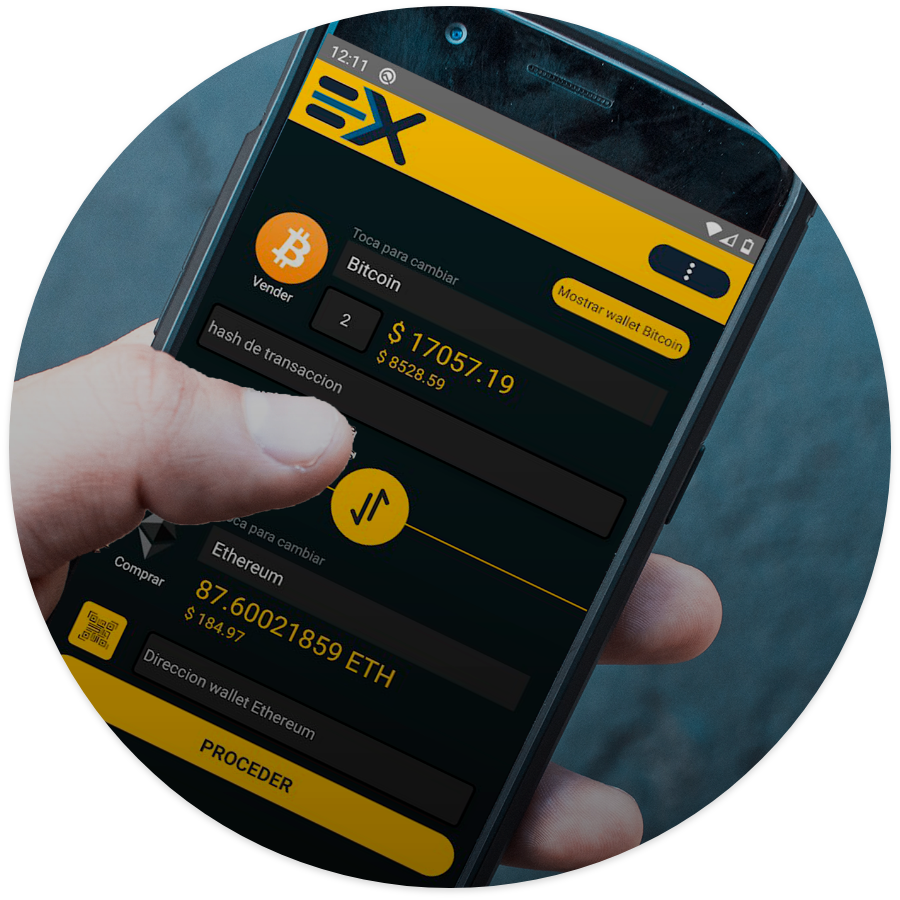 12:11
EX
Toca para cambiar
Bitcoin
Vender
Mostrar wallet Bitcoin
2
$ 17057.19
$ 8528.59
hash de transaccion
oca para cambiar
Ethereum
Comprar
87.60021859 ETH
$ 184.97
Direccion wallet Ethereum
PROCEDER